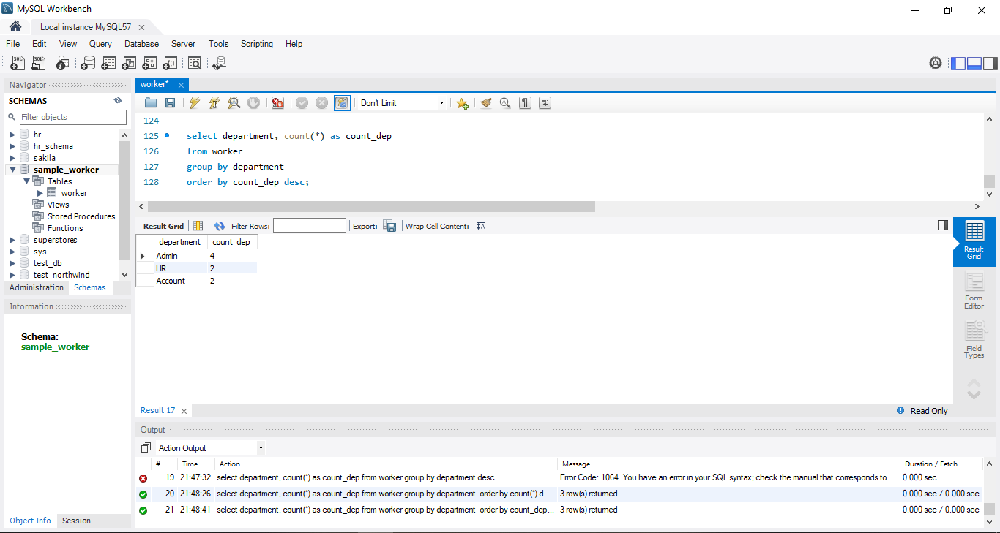 MySQL Workbench
Local instance MySQL57
File Edit View Query Database Server Tools Scripting Help
Navigator
SCHEMAS
Filter objects
hr
hr_schema
sakila
sample_worker
Tables
worker
Views
Stored Procedures
Functions
superstores
sys
test_db
test_northwind
Administration Schemas
Information
Schema:
sample_worker
Object Info Session
worker*
Don't Limit
124
125 select department, count(*) as count_dep
126 from worker
127 group by department
128 order by count_dep desc;
Result Grid Filter Rows: Export: Wrap Cell Content:
department count_dep
Admin 4
HR 2
Account 2
Result Grid
Form Editor
Field Types
Result 17 Read Only
Output
Action Output
# Time Action Message Duration / Fetch
19 21:47:32 select department, count(*) as count_dep from worker group by department desc Error Code: 1064. You have an error in your SQL syntax; check the manual that corresponds to ... 0.000 sec
20 21:48:26 select department, count(*) as count_dep from worker group by department order by count(*) d... 3 row(s) returned 0.000 sec / 0.000 sec
21 21:48:41 select department, count(*) as count_dep from worker group by department order by count_dep... 3 row(s) returned 0.000 sec / 0.000 sec